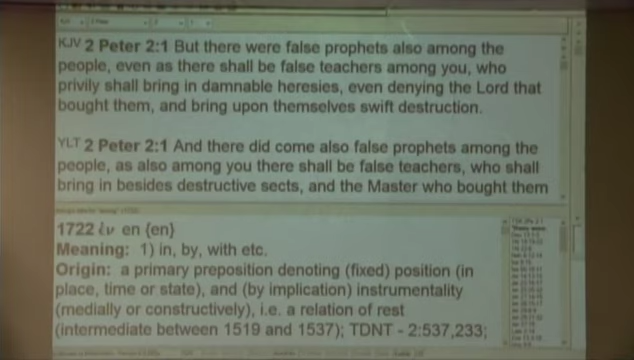 KJV 2 Peter 2:1 But there were false prophets also among the
people, even as there shall be false teachers among you, who
privily shall bring in damnable heresies, even denying the Lord that
bought them, and bring upon themselves swift destruction.
YLT 2 Peter 2:1 And there did come also false prophets among the
people, as also among you there shall be false teachers, who shall
bring in besides destructive sects, and the Master who bought them
1722 ἐν en {en}
Meaning: 1) in, by, with etc.
Origin: a primary preposition denoting (fixed) position (in
place, time or state), and (by implication) instrumentality
(medially or constructively), i.e. a relation of rest
(intermediate between 1519 and 1537); TDNT - 2:537,233;